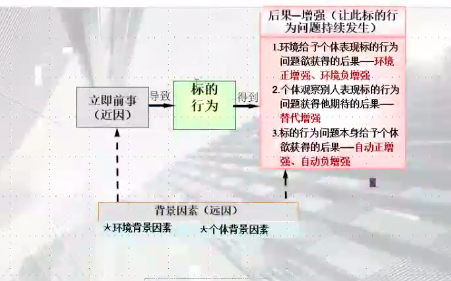 后果—增强（让此标的行
为问题持续发生）
1.环境给予个体表现标的行为
问题欲获得的后果──环境
正增强、环境负增强
2.个体观察别人表现标的行为
问题获得他期待的后果──
替代增强
3.标的行为问题本身给予个体
欲获得的后果──自动正增
强、自动负增强
立即前事
（近因）
导致
标的
行为
得到
背景因素（远因）
★环境背景因素
★个体背景因素